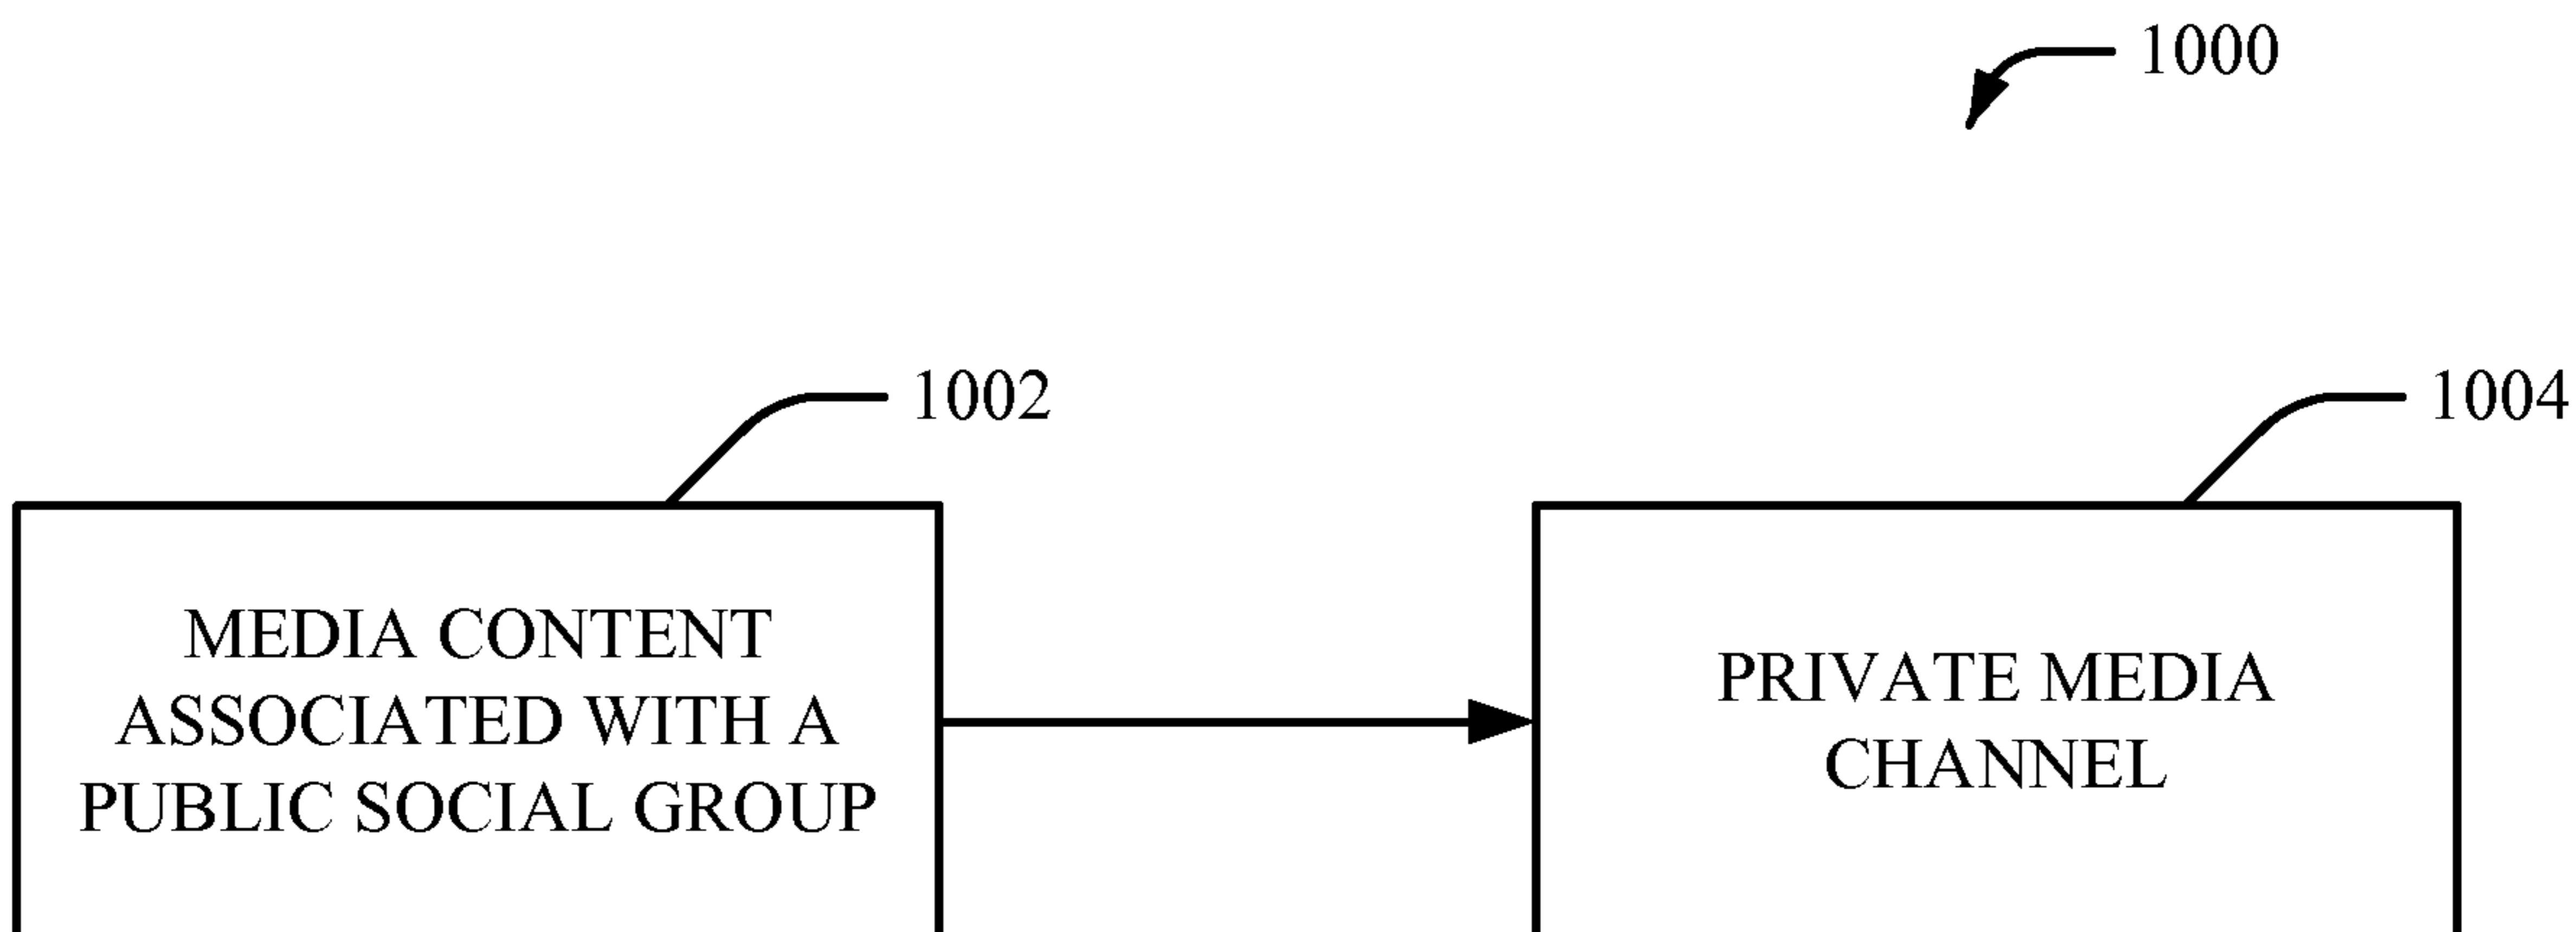 1000
1002
1004
MEDIA CONTENT
ASSOCIATED WITH A
PUBLIC SOCIAL GROUP
PRIVATE MEDIA
CHANNEL